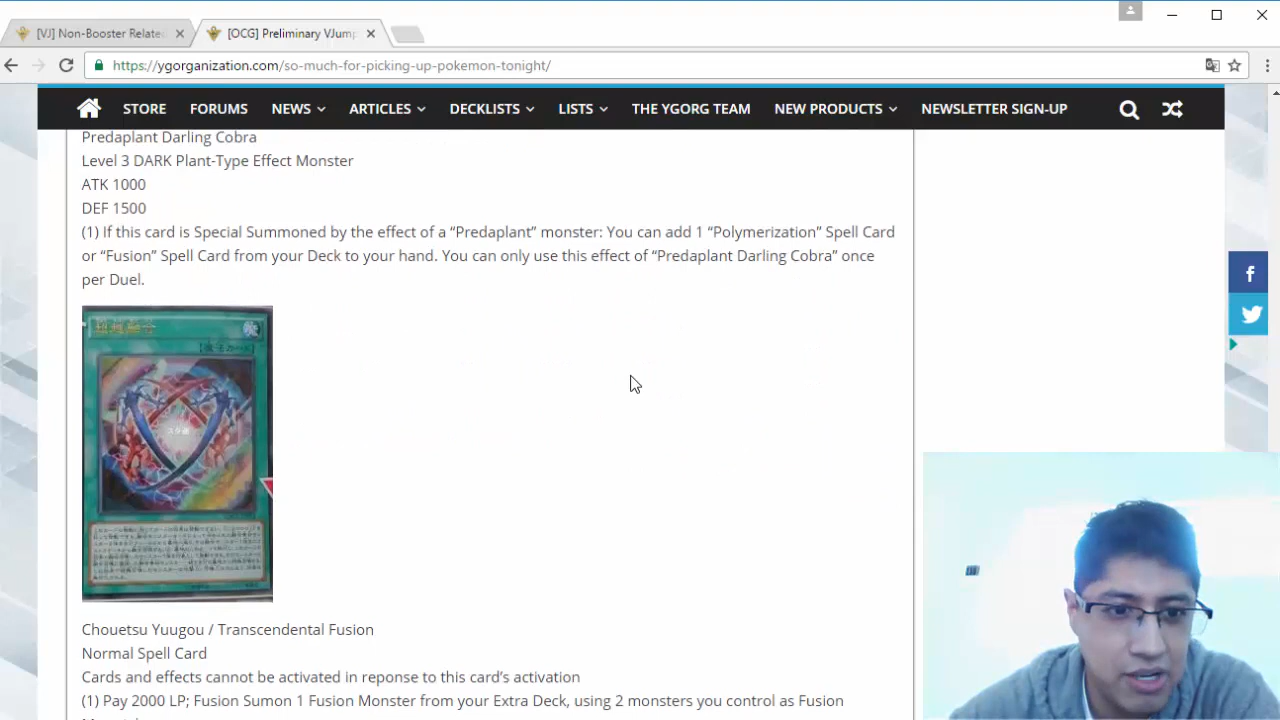 [VJ] Non-Booster Relate
[OCG] Preliminary VJump
https://ygorganization.com/so-much-for-picking-up-pokemon-tonight/
STORE FORUMS NEWS ARTICLES DECKLISTS LISTS THE YGORG TEAM NEW PRODUCTS NEWSLETTER SIGN-UP
Predaplant Darling Cobra
Level 3 DARK Plant-Type Effect Monster
ATK 1000
DEF 1500
(1) If this card is Special Summoned by the effect of a “Predaplant” monster: You can add 1 “Polymerization” Spell Card
or “Fusion” Spell Card from your Deck to your hand. You can only use this effect of “Predaplant Darling Cobra” once
per Duel.
Chouetsu Yuugou / Transcendental Fusion
Normal Spell Card
Cards and effects cannot be activated in reponse to this card’s activation
(1) Pay 2000 LP; Fusion Sumon 1 Fusion Monster from your Extra Deck, using 2 monsters you control as Fusion